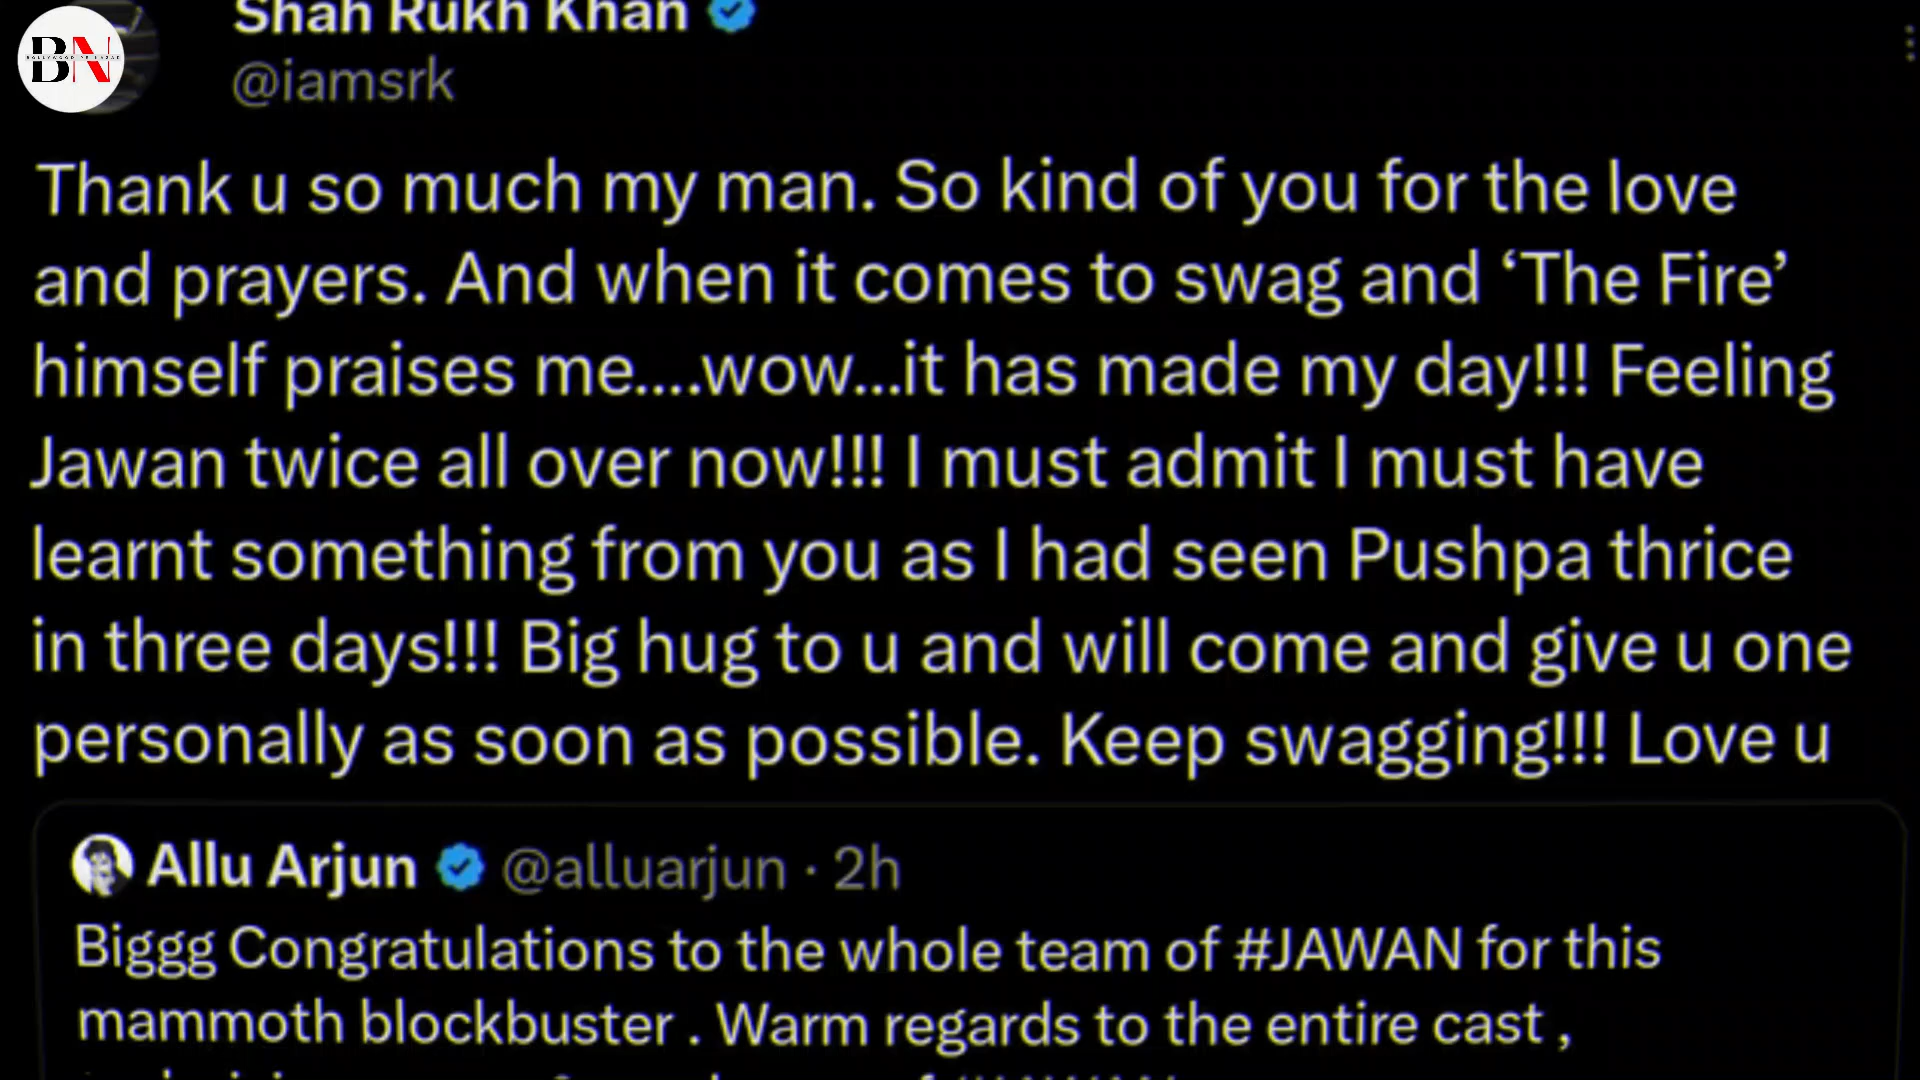 Shah Rukh Khan
BN
@iamsrk
Thank u so much my man. So kind of you for the love
and prayers. And when it comes to swag and ‘The Fire’
himself praises me....wow...it has made my day!!! Feeling
Jawan twice all over now!!! I must admit I must have
learnt something from you as I had seen Pushpa thrice
in three days!!! Big hug to u and will come and give u one
personally as soon as possible. Keep swagging!!! Love u
Allu Arjun @alluarjun · 2h
Biggg Congratulations to the whole team of #JAWAN for this
mammoth blockbuster . Warm regards to the entire cast ,